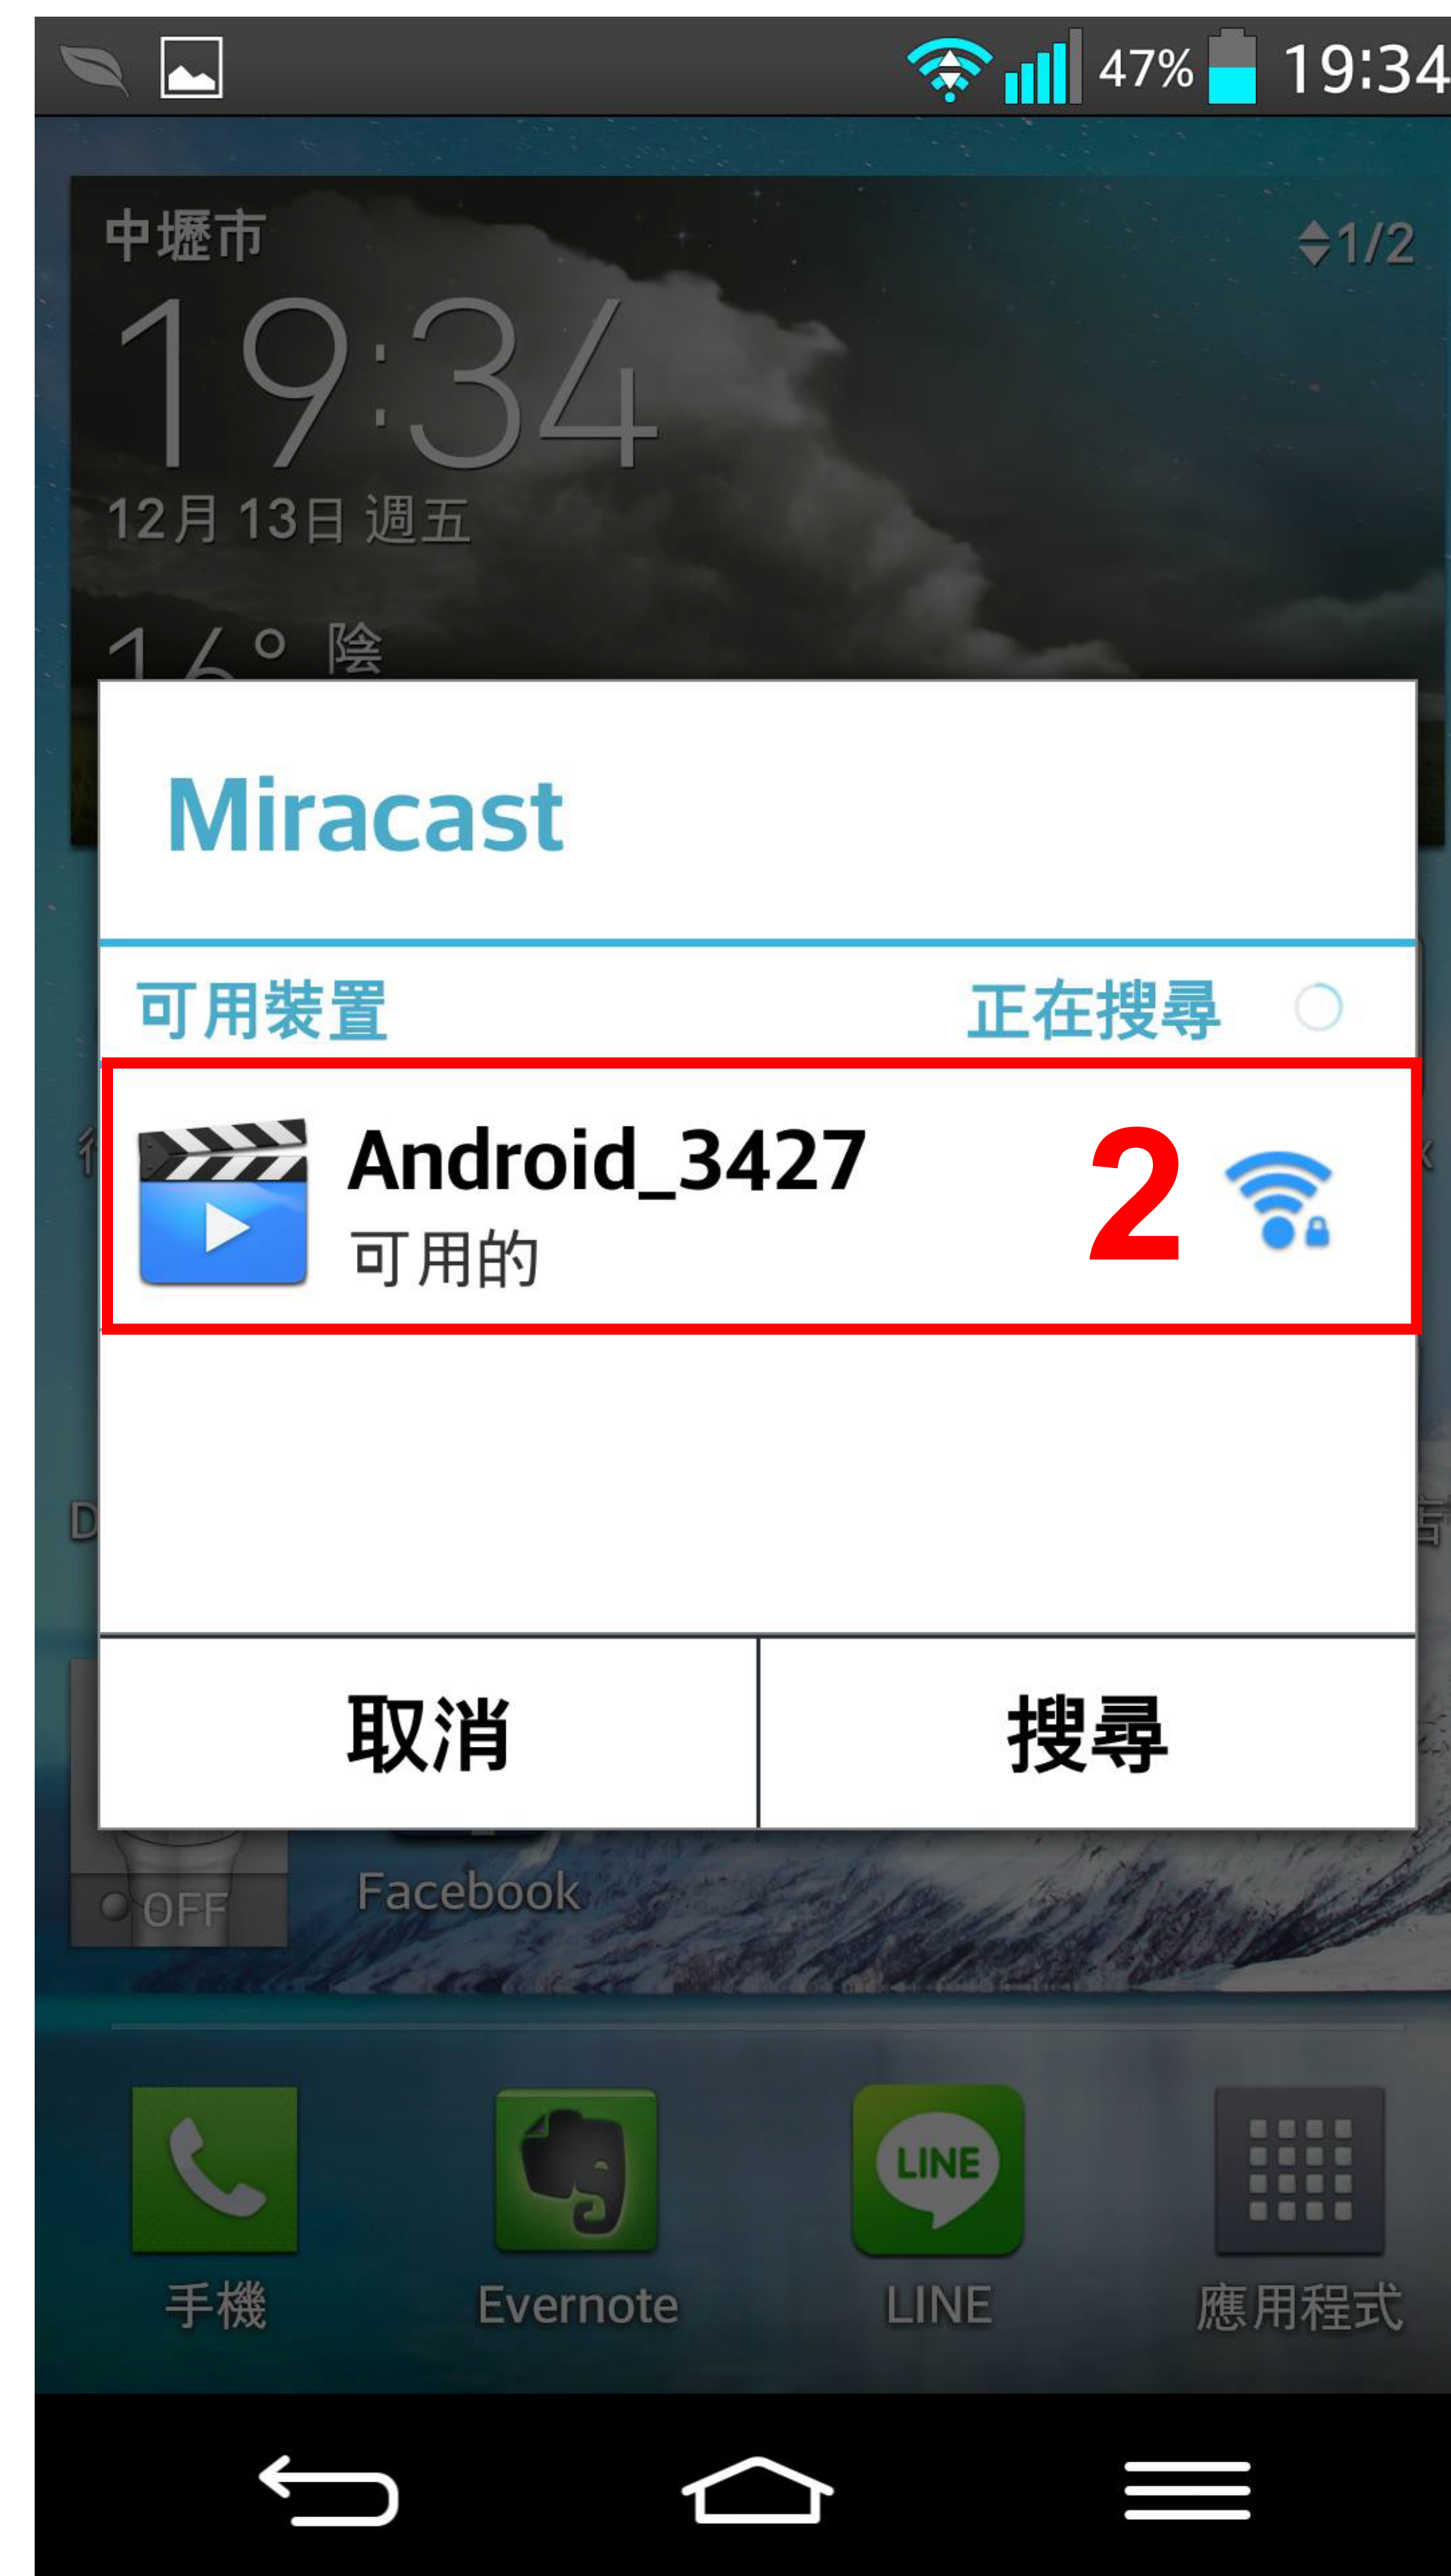 47% 19:34
中壢市 1/2
19:34
12月 13日 週五
16° 陰
Miracast
可用裝置 正在搜尋
Android_3427
可用的
2
取消 搜尋
OFF Facebook
手機 Evernote LINE LINE 應用程式